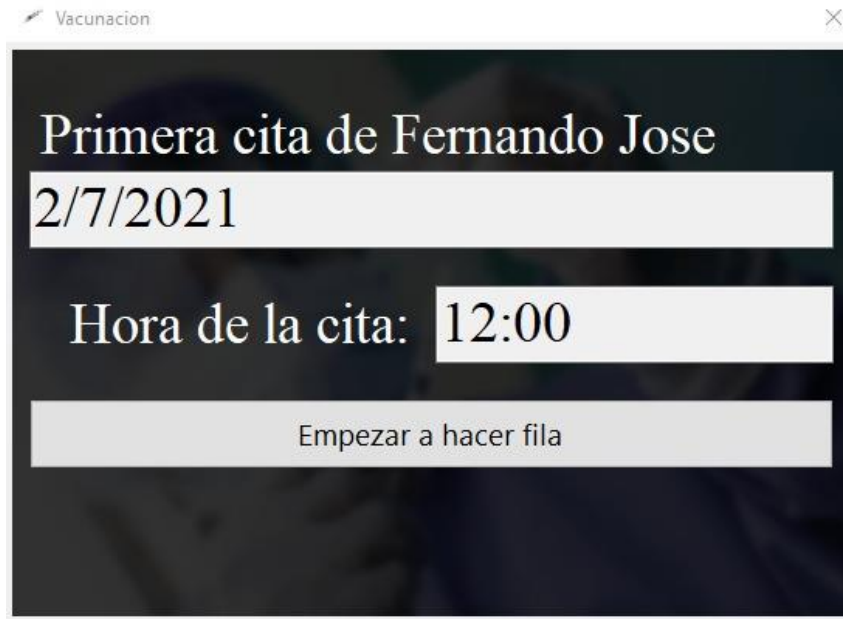 Vacunacion
Primera cita de Fernando Jose
2/7/2021
Hora de la cita: 12:00
Empezar a hacer fila